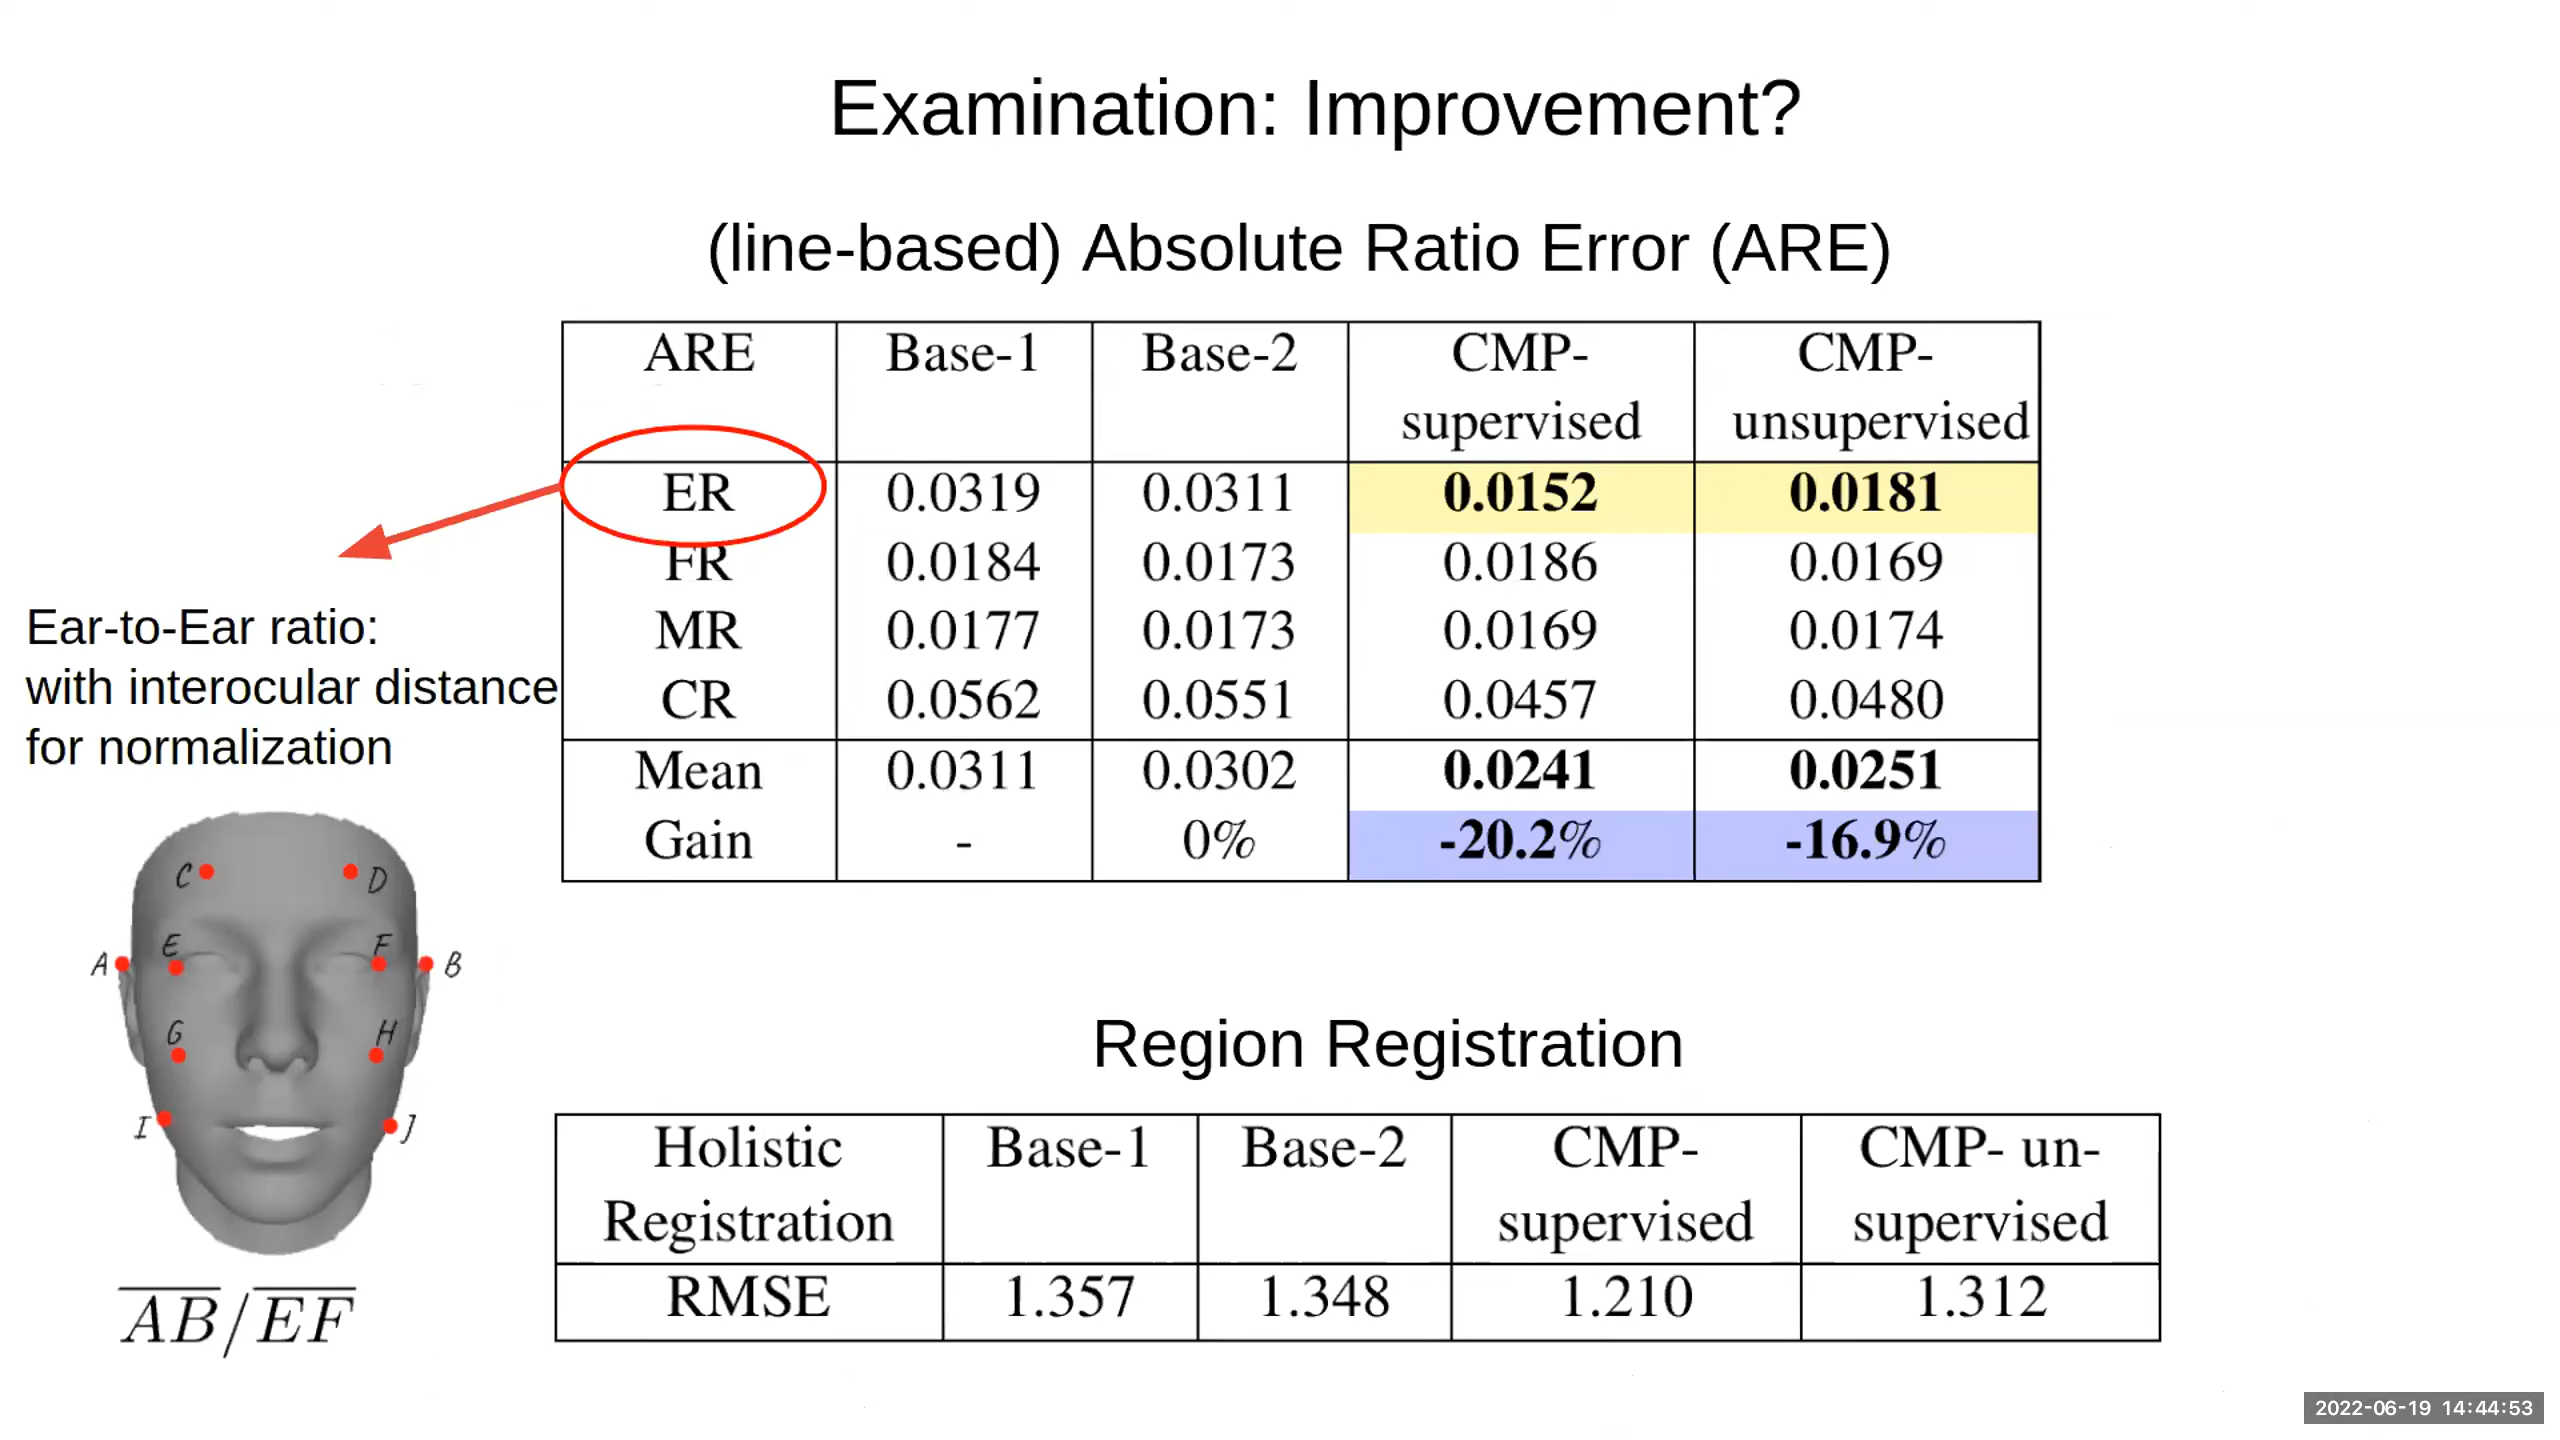 Examination: Improvement?
(line-based) Absolute Ratio Error (ARE)
ARE Base-1 Base-2 CMP-supervised CMP-unsupervised
ER 0.0319 0.0311 0.0152 0.0181
FR 0.0184 0.0173 0.0186 0.0169
MR 0.0177 0.0173 0.0169 0.0174
CR 0.0562 0.0551 0.0457 0.0480
Mean 0.0311 0.0302 0.0241 0.0251
Gain - 0% -20.2% -16.9%
Ear-to-Ear ratio:
with interocular distance
for normalization
C D
A E F B
G H
I J
AB/EF
Region Registration
Holistic Registration Base-1 Base-2 CMP-supervised CMP- un-supervised
RMSE 1.357 1.348 1.210 1.312
2022-06-19 14:44:53